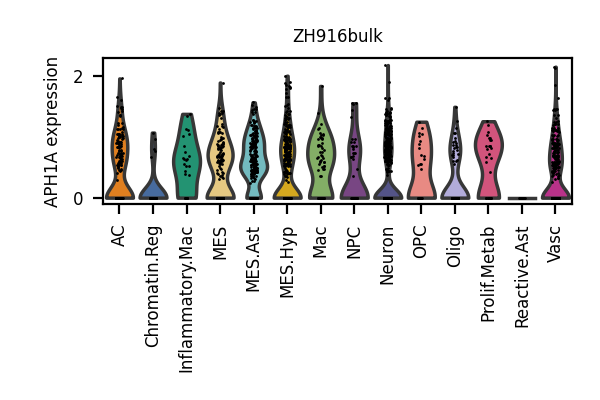 ZH916bulk
APH1A expression
2
0
AC
Chromatin.Reg
Inflammatory.Mac
MES
MES.Ast
MES.Hyp
Mac
NPC
Neuron
OPC
Oligo
Prolif.Metab
Reactive.Ast
Vasc